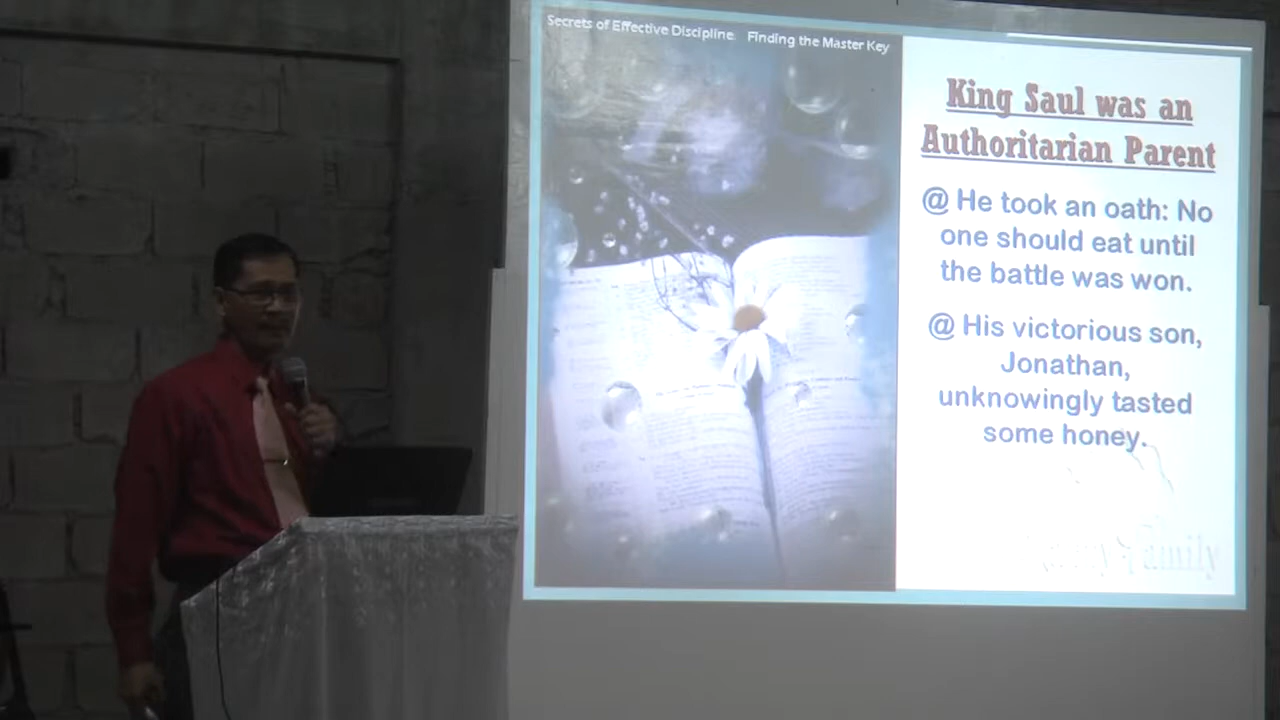 Secrets of Effective Discipline   Finding the Master Key
King Saul was an
Authoritarian Parent
@ He took an oath: No
one should eat until
the battle was won.
@ His victorious son,
Jonathan,
unknowingly tasted
some honey.
Family